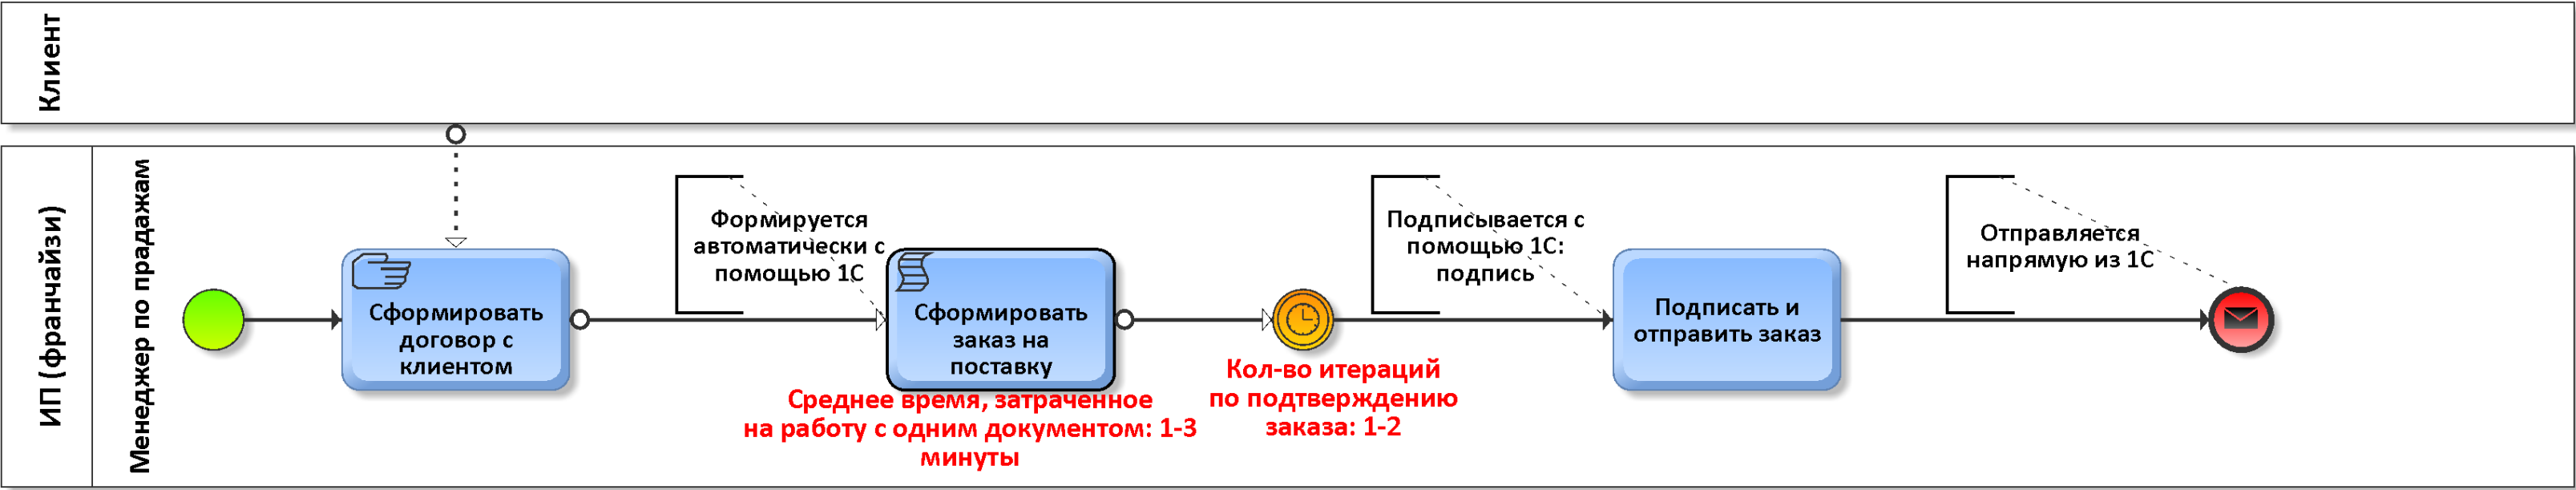 Клиент
ИП (франчайзи)
Менеджер по прадажам
Сформировать
договор с
клиентом
Формируется
автоматически с
помощью 1С
Сформировать
заказ на
поставку
Среднее время, затраченное
на работу с одним документом: 1-3
минуты
Кол-во итераций
по подтверждению
заказа: 1-2
Подписывается с
помощью 1С:
подпись
Подписать и
отправить заказ
Отправляется
напрямую из 1С